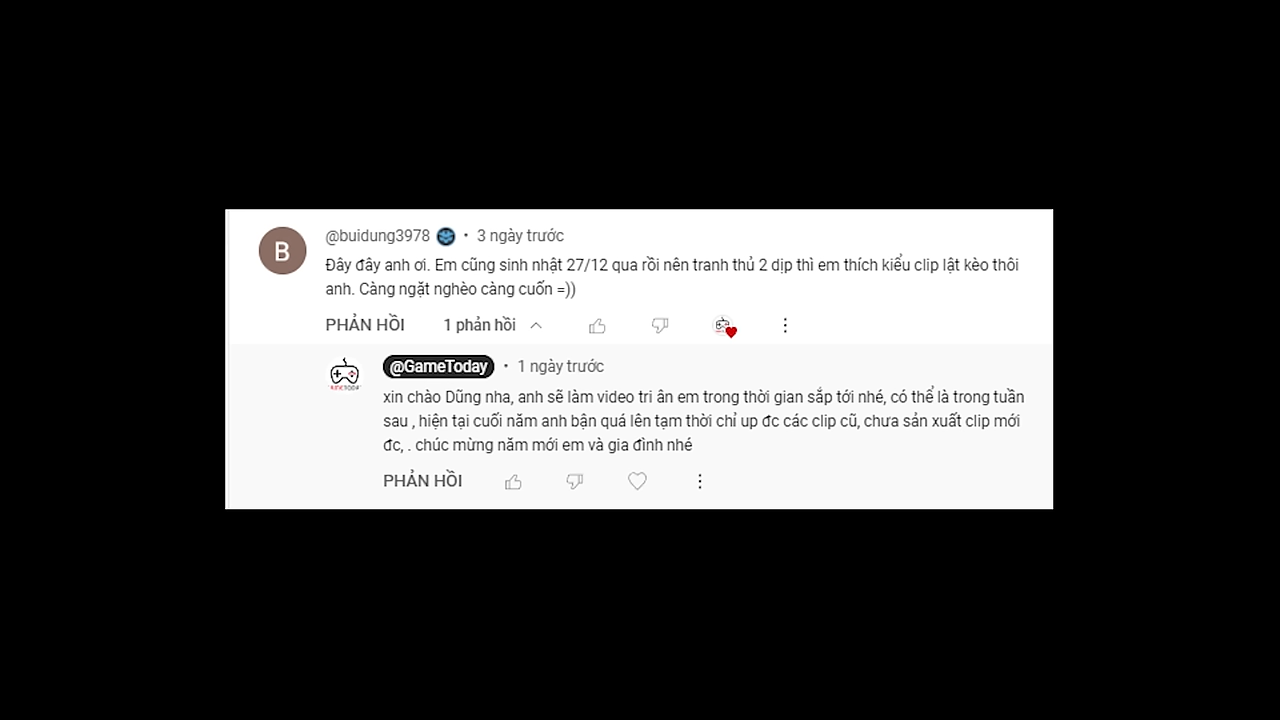 B
@buidung3978 • 3 ngày trước
Đây đây anh ơi. Em cũng sinh nhật 27/12 qua rồi nên tranh thủ 2 dịp thì em thích kiểu clip lật kèo thôi
anh. Càng ngặt nghèo càng cuốn =))
PHẢN HỒI 1 phản hồi
@GameToday • 1 ngày trước
xin chào Dũng nha, anh sẽ làm video tri ân em trong thời gian sắp tới nhé, có thể là trong tuần
sau , hiện tại cuối năm anh bận quá lên tạm thời chỉ up đc các clip cũ, chưa sản xuất clip mới
đc, . chúc mừng năm mới em và gia đình nhé
PHẢN HỒI